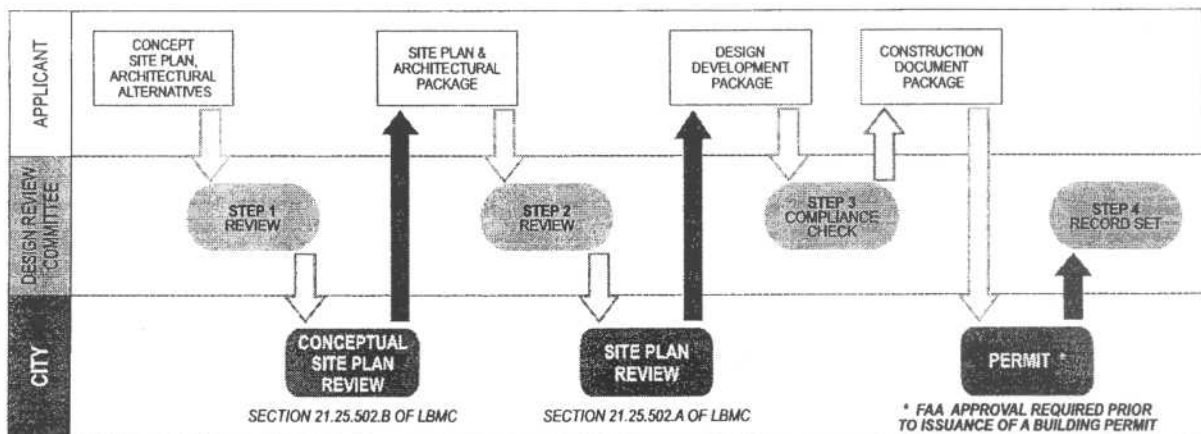 APPLICANT
CONCEPT
SITE PLAN,
ARCHITECTURAL
ALTERNATIVES
SITE PLAN &
ARCHITECTURAL
PACKAGE
DESIGN
DEVELOPMENT
PACKAGE
CONSTRUCTION
DOCUMENT
PACKAGE
DESIGN REVIEW
COMMITTEE
STEP 1
REVIEW
STEP 2
REVIEW
STEP 3
COMPLIANCE
CHECK
STEP 4
RECORD SET
CITY
CONCEPTUAL
SITE PLAN
REVIEW
SECTION 21.25.502.B OF LBMC
SITE PLAN
REVIEW
SECTION 21.25.502.A OF LBMC
PERMIT *
* FAA APPROVAL REQUIRED PRIOR
TO ISSUANCE OF A BUILDING PERMIT